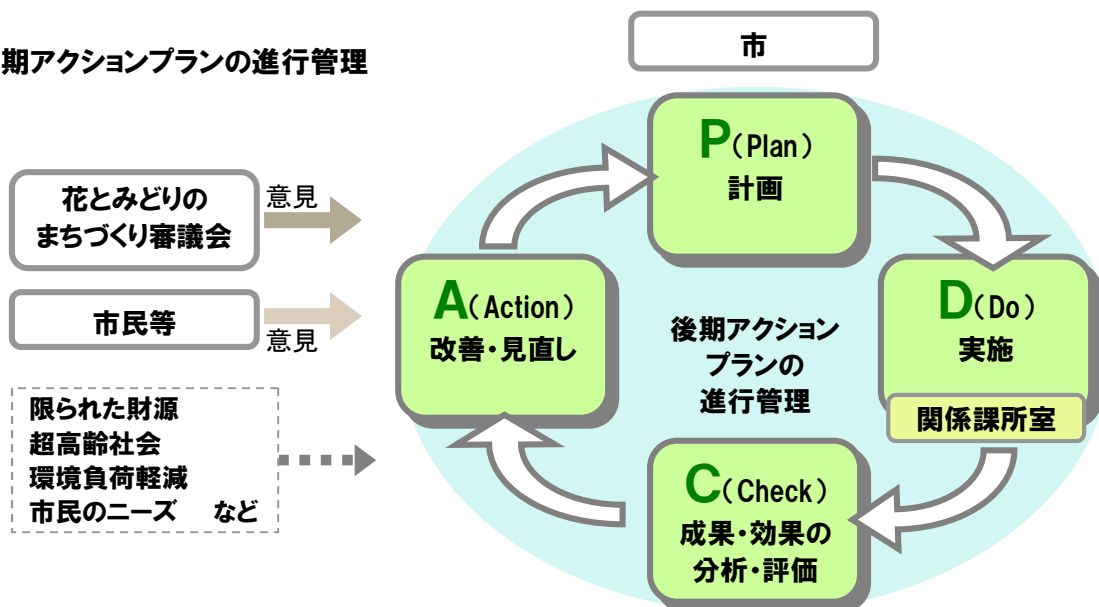 期アクションプランの進行管理
市
花とみどりの
まちづくり審議会
意見
市民等
意見
限られた財源
超高齢社会
環境負荷軽減
市民のニーズ など
P(Plan)
計画
D(Do)
実施
関係課所室
C(Check)
成果・効果の
分析・評価
A(Action)
改善・見直し
後期アクション
プランの
進行管理